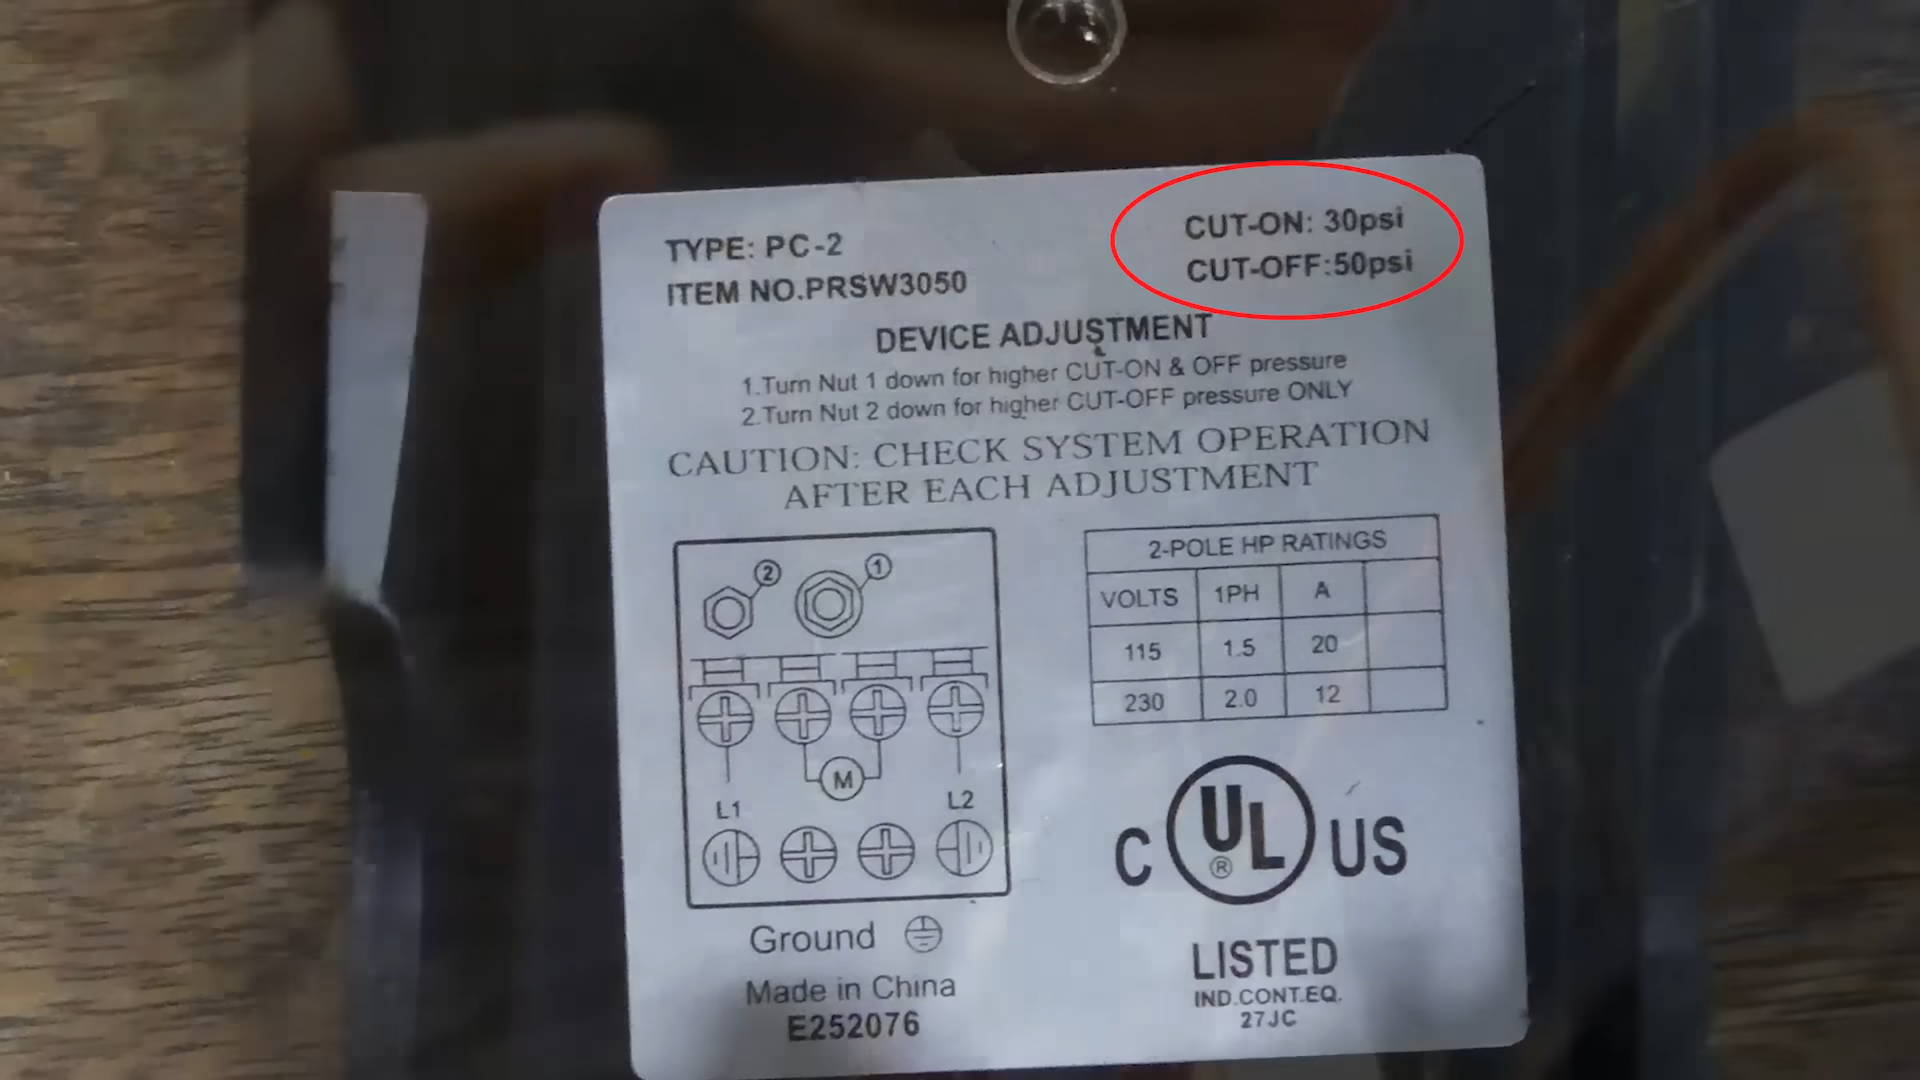 TYPE: PC-2
ITEM NO.PRSW3050
CUT-ON: 30psi
CUT-OFF:50psi
DEVICE ADJUSTMENT
1.Turn Nut 1 down for higher CUT-ON & OFF pressure
2.Turn Nut 2 down for higher CUT-OFF pressure ONLY
CAUTION: CHECK SYSTEM OPERATION
AFTER EACH ADJUSTMENT
2 1
M
L1 L2
Ground
Made in China
E252076
2-POLE HP RATINGS
VOLTS 1PH A
115 1.5 20
230 2.0 12
C UL® US
LISTED
IND.CONT.EQ.
27JC